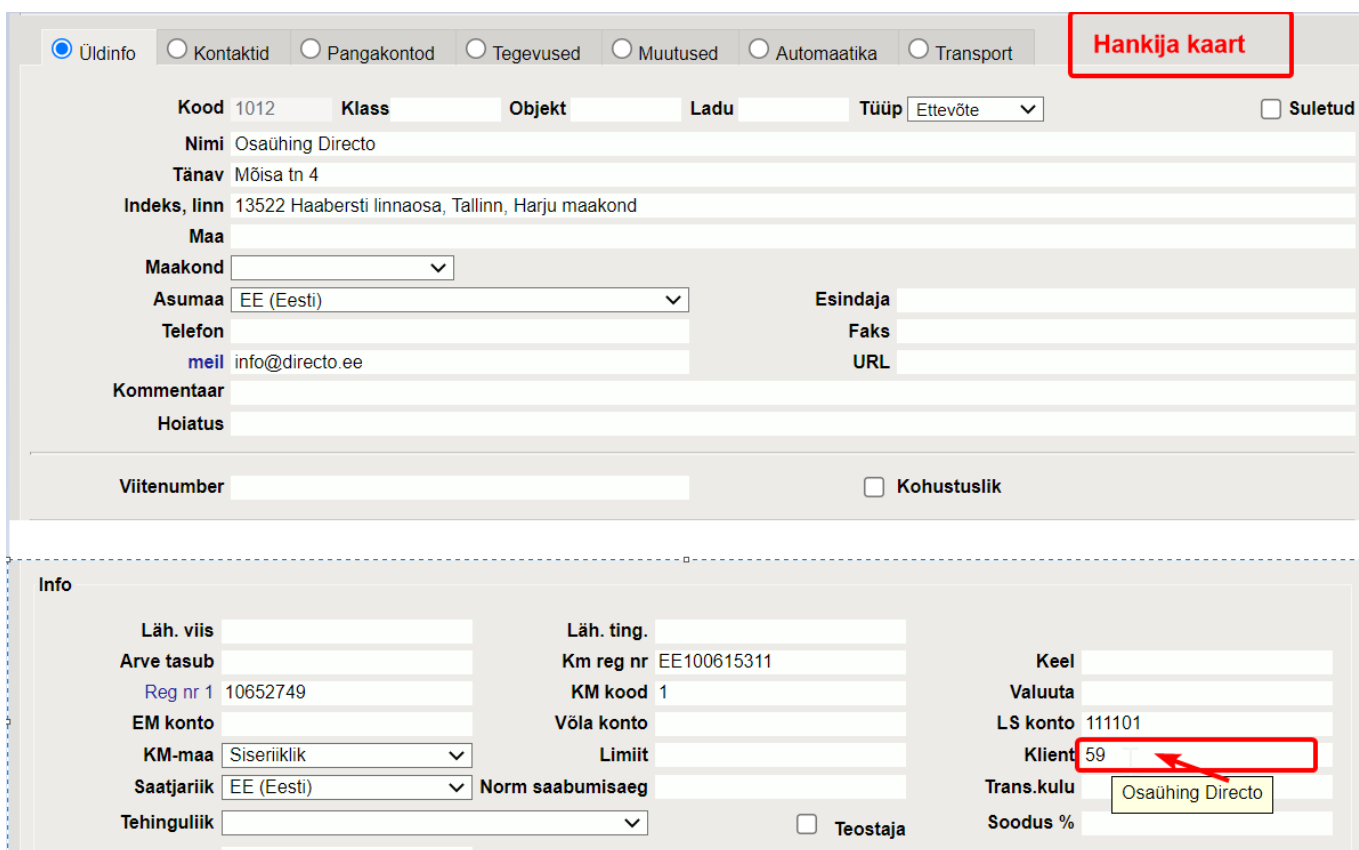 Üldinfo Kontaktid Pangakontod Tegevused Muutused Automaatika Transport Hankija kaart
Kood 1012 Klass Objekt Ladu Tüüp Ettevõte Suletud
Nimi Osaühing Directo
Tänav Mõisa tn 4
Indeks, linn 13522 Haabersti linnaosa, Tallinn, Harju maakond
Maa
Maakond
Asumaa EE (Eesti) Esindaja
Telefon Faks
meil info@directo.ee URL
Kommentaar
Hoiatus
Viitenumber Kohustuslik
Info
Läh. viis Läh. ting.
Arve tasub Km reg nr EE100615311 Keel
Reg nr 1 10652749 KM kood 1 Valuuta
EM konto Võla konto LS konto 111101
KM-maa Siseriiklik Limiit Klient 59
Saatjariik EE (Eesti) Norm saabumisaeg Trans.kulu Osaühing Directo
Tehinguliik Teostaja Soodus %